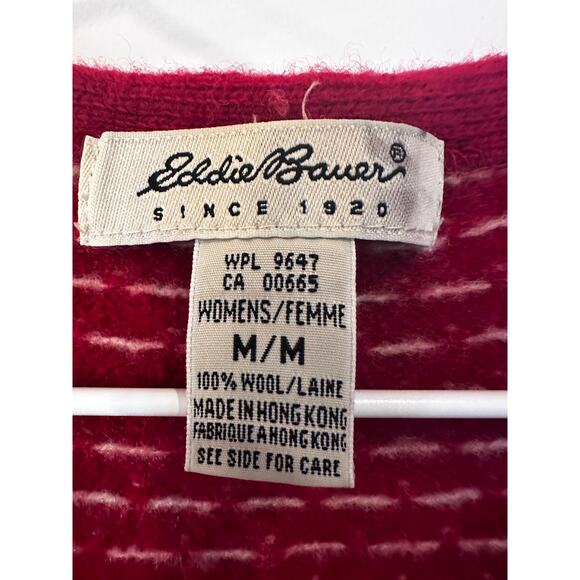 Eddie Bauer®
SINCE 1920
WPL 9647
CA 00665
WOMENS/FEMME
M/M
100% WOOL/LAINE
MADE IN HONG KONG
FABRIQUE A HONG KONG
SEE SIDE FOR CARE